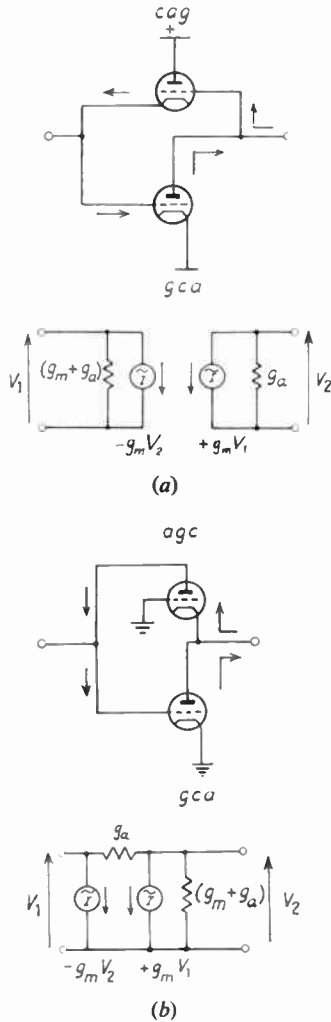 cag
+
gca
V₁
(gₘ+gₐ)
I
I
gₐ
V₂
-gₘV₂
+gₘV₁
(a)
agc
gca
gₐ
V₁
I
I
(gₘ+gₐ)
V₂
-gₘV₂
+gₘV₁
(b)